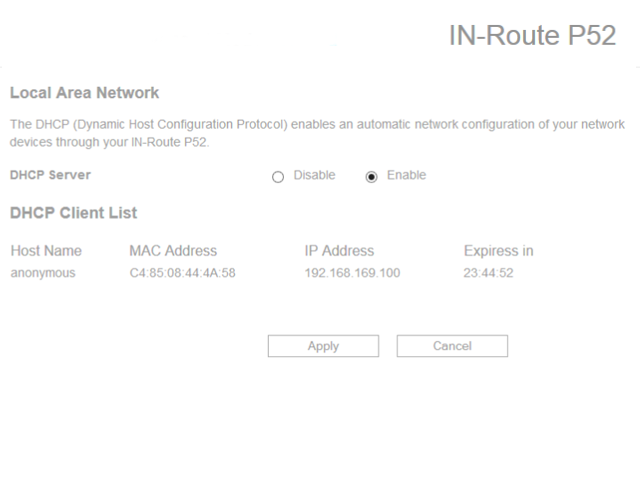 IN-Route P52
Local Area Network
The DHCP (Dynamic Host Configuration Protocol) enables an automatic network configuration of your network
devices through your IN-Route P52.
DHCP Server Disable Enable
DHCP Client List
Host Name MAC Address IP Address Expiress in
anonymous C4:85:08:44:4A:58 192.168.169.100 23:44:52
Apply Cancel